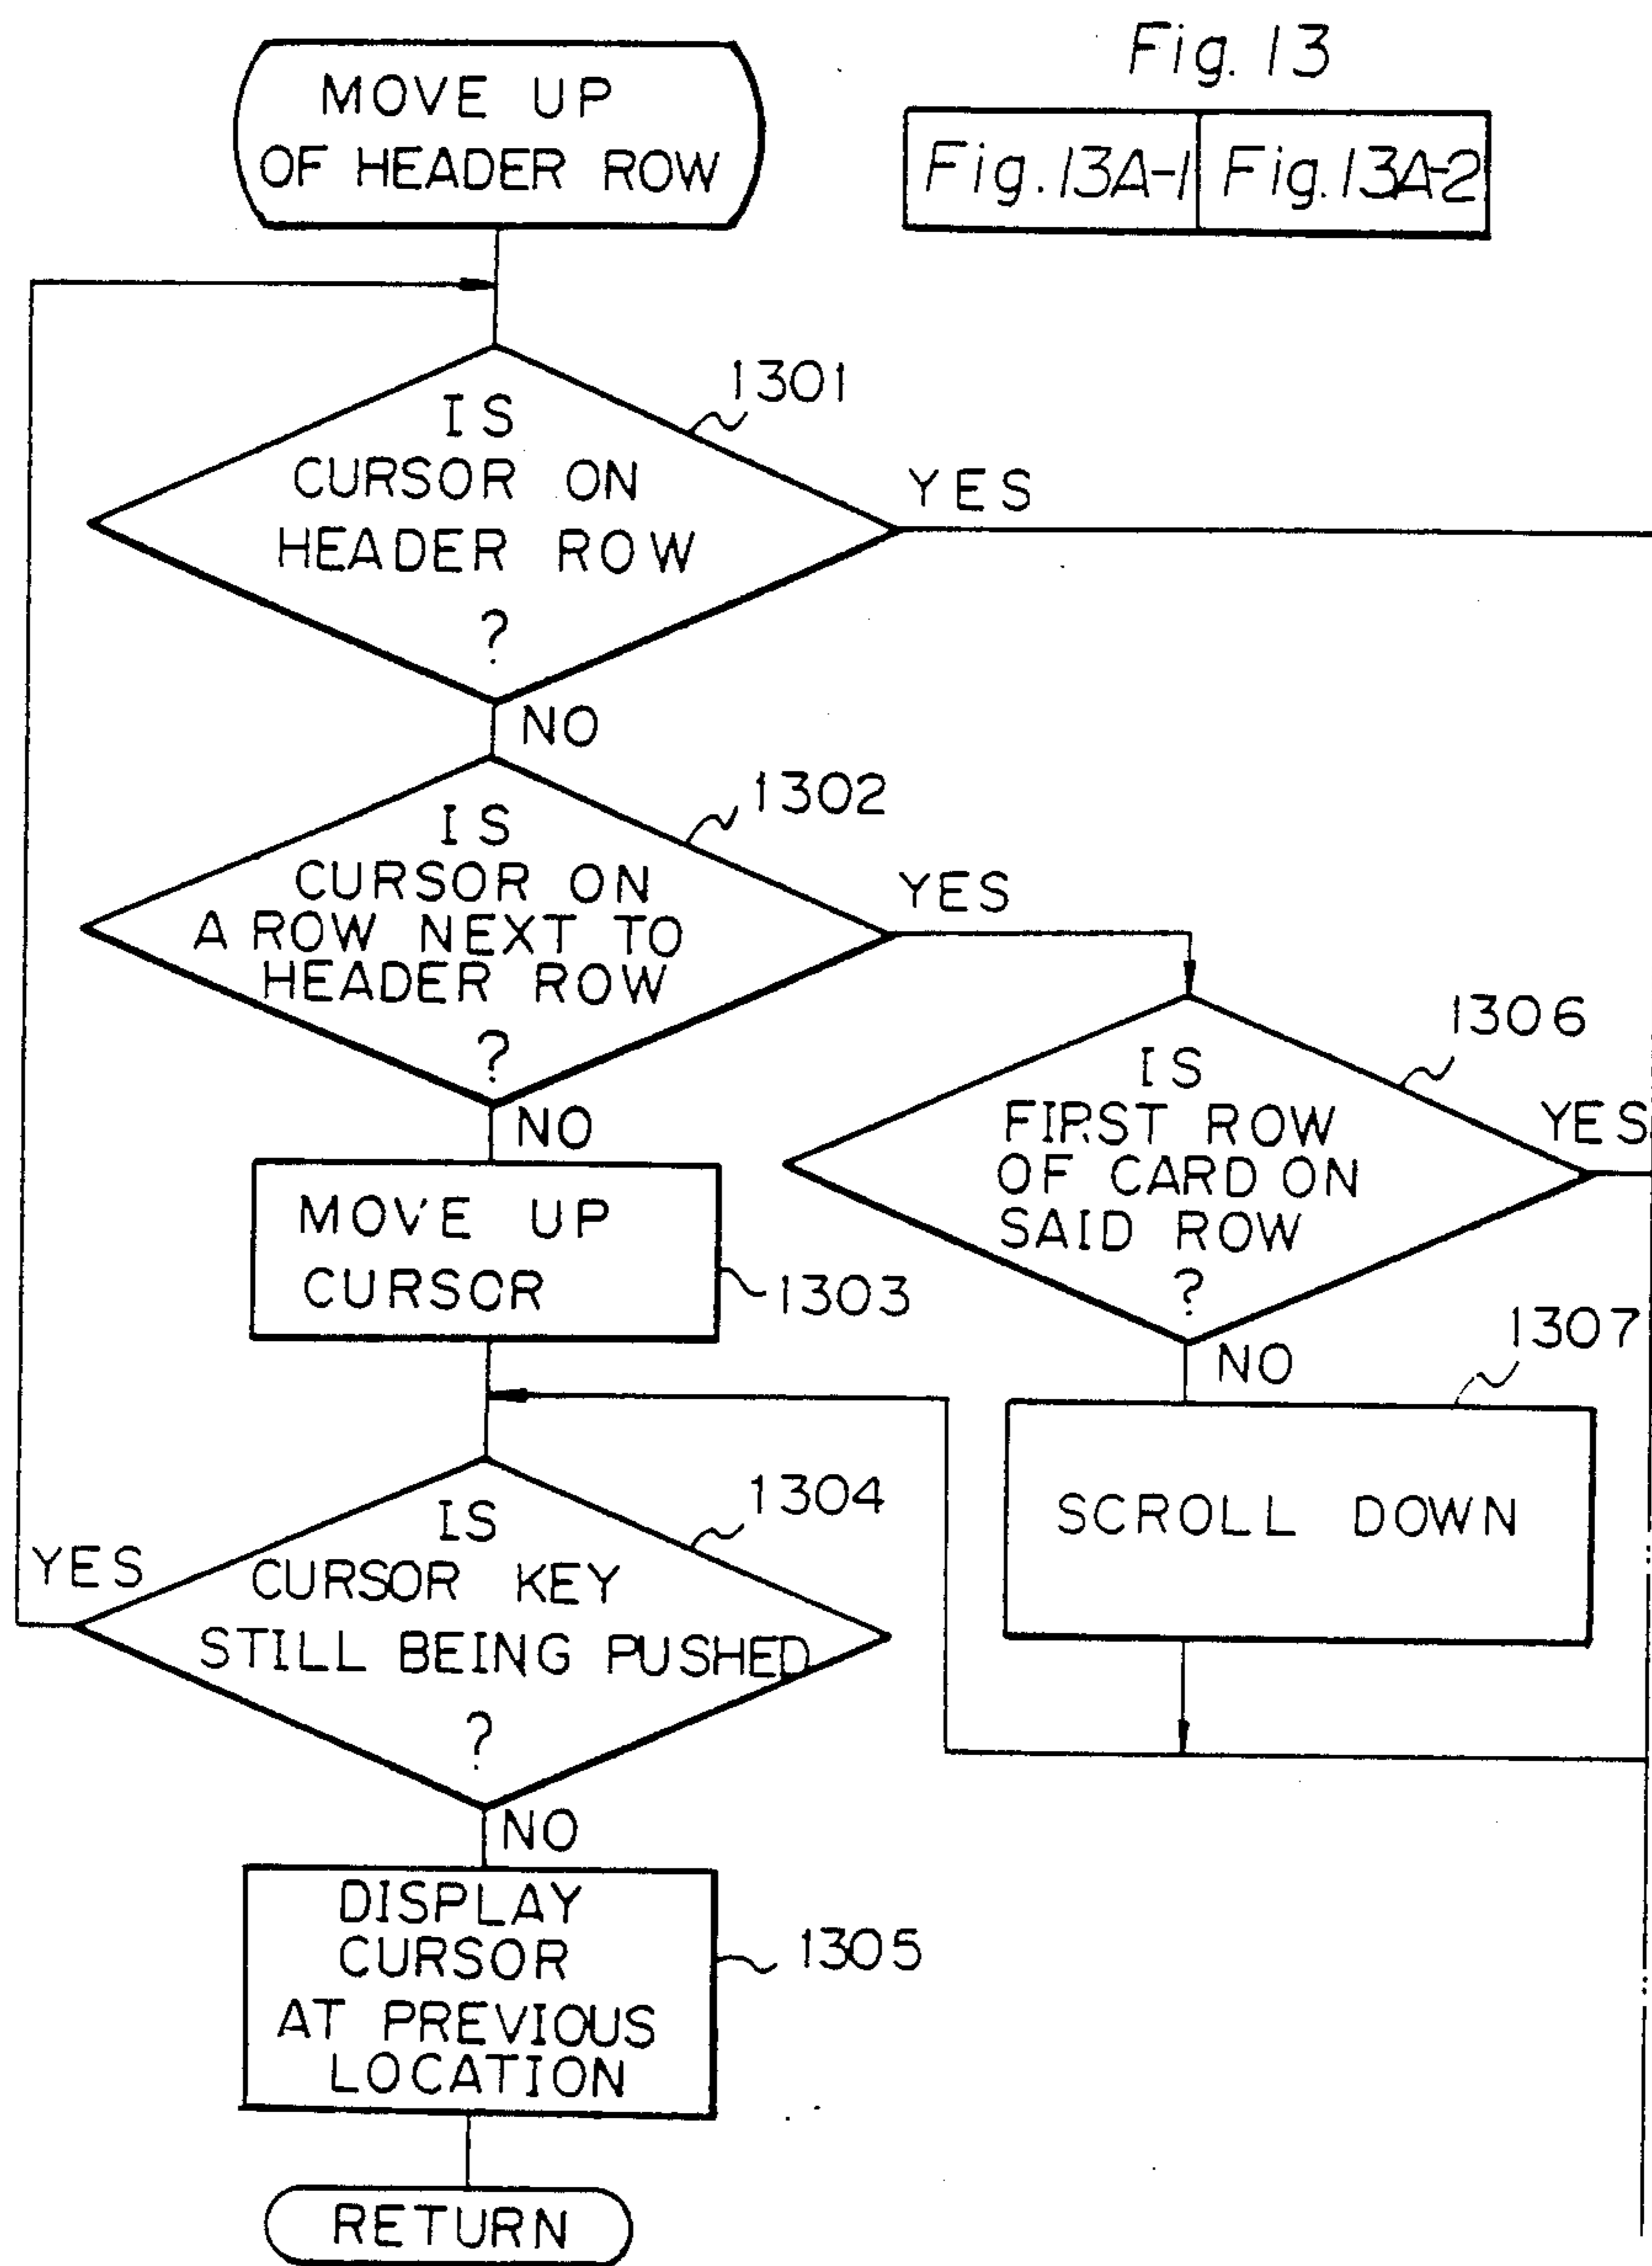 Fig. 13
Fig. 13A-1 Fig. 13A-2
MOVE UP
OF HEADER ROW
1301
IS
CURSOR ON
HEADER ROW
?
YES
NO
1302
IS
CURSOR ON
A ROW NEXT TO
HEADER ROW
?
YES
NO
1306
IS
FIRST ROW
OF CARD ON
SAID ROW
?
YES
NO
MOVE UP
CURSOR
1303
1307
SCROLL DOWN
1304
IS
CURSOR KEY
STILL BEING PUSHED
?
YES
NO
DISPLAY
CURSOR
AT PREVIOUS
LOCATION
1305
RETURN